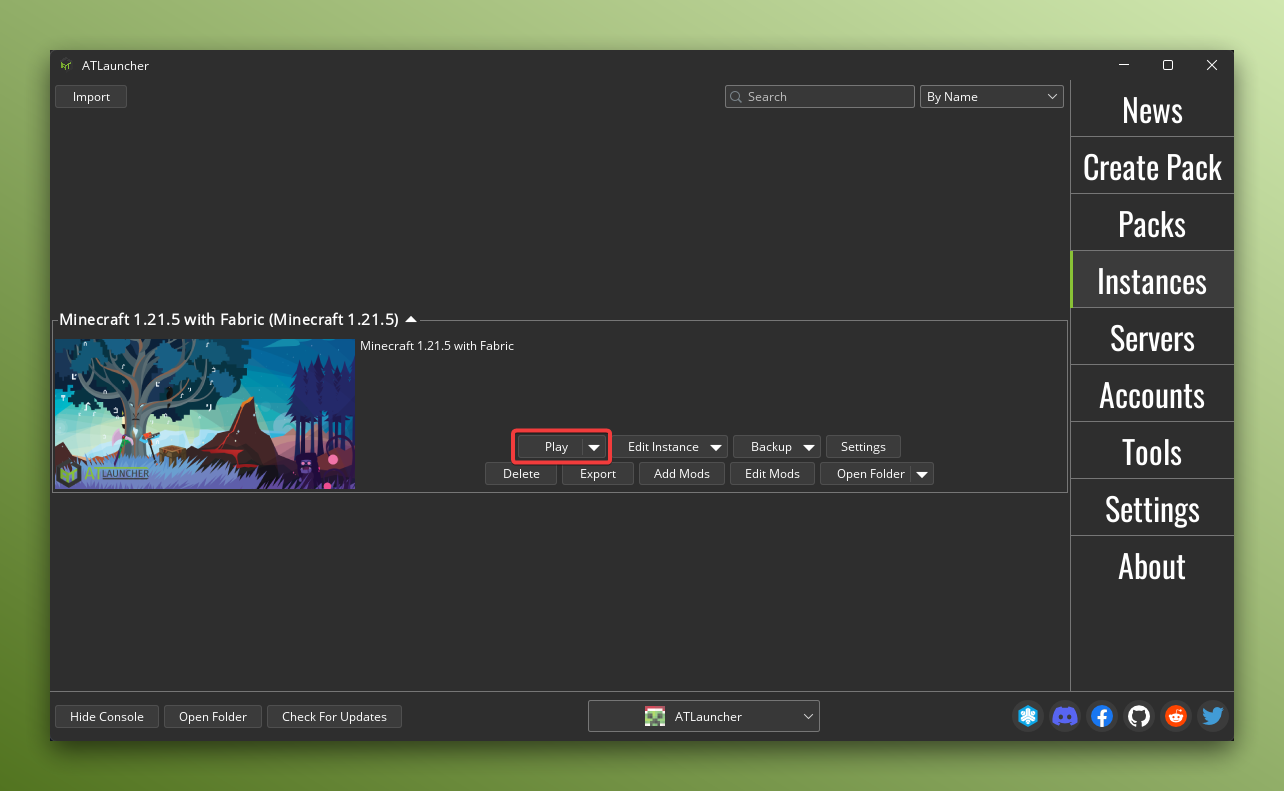 ATLauncher
Import
Search
By Name
News
Create Pack
Packs
Instances
Servers
Accounts
Tools
Settings
About
Minecraft 1.21.5 with Fabric (Minecraft 1.21.5)
Minecraft 1.21.5 with Fabric
ATLAUNCHER
Play
Edit Instance
Backup
Settings
Delete
Export
Add Mods
Edit Mods
Open Folder
Hide Console
Open Folder
Check For Updates
ATLauncher